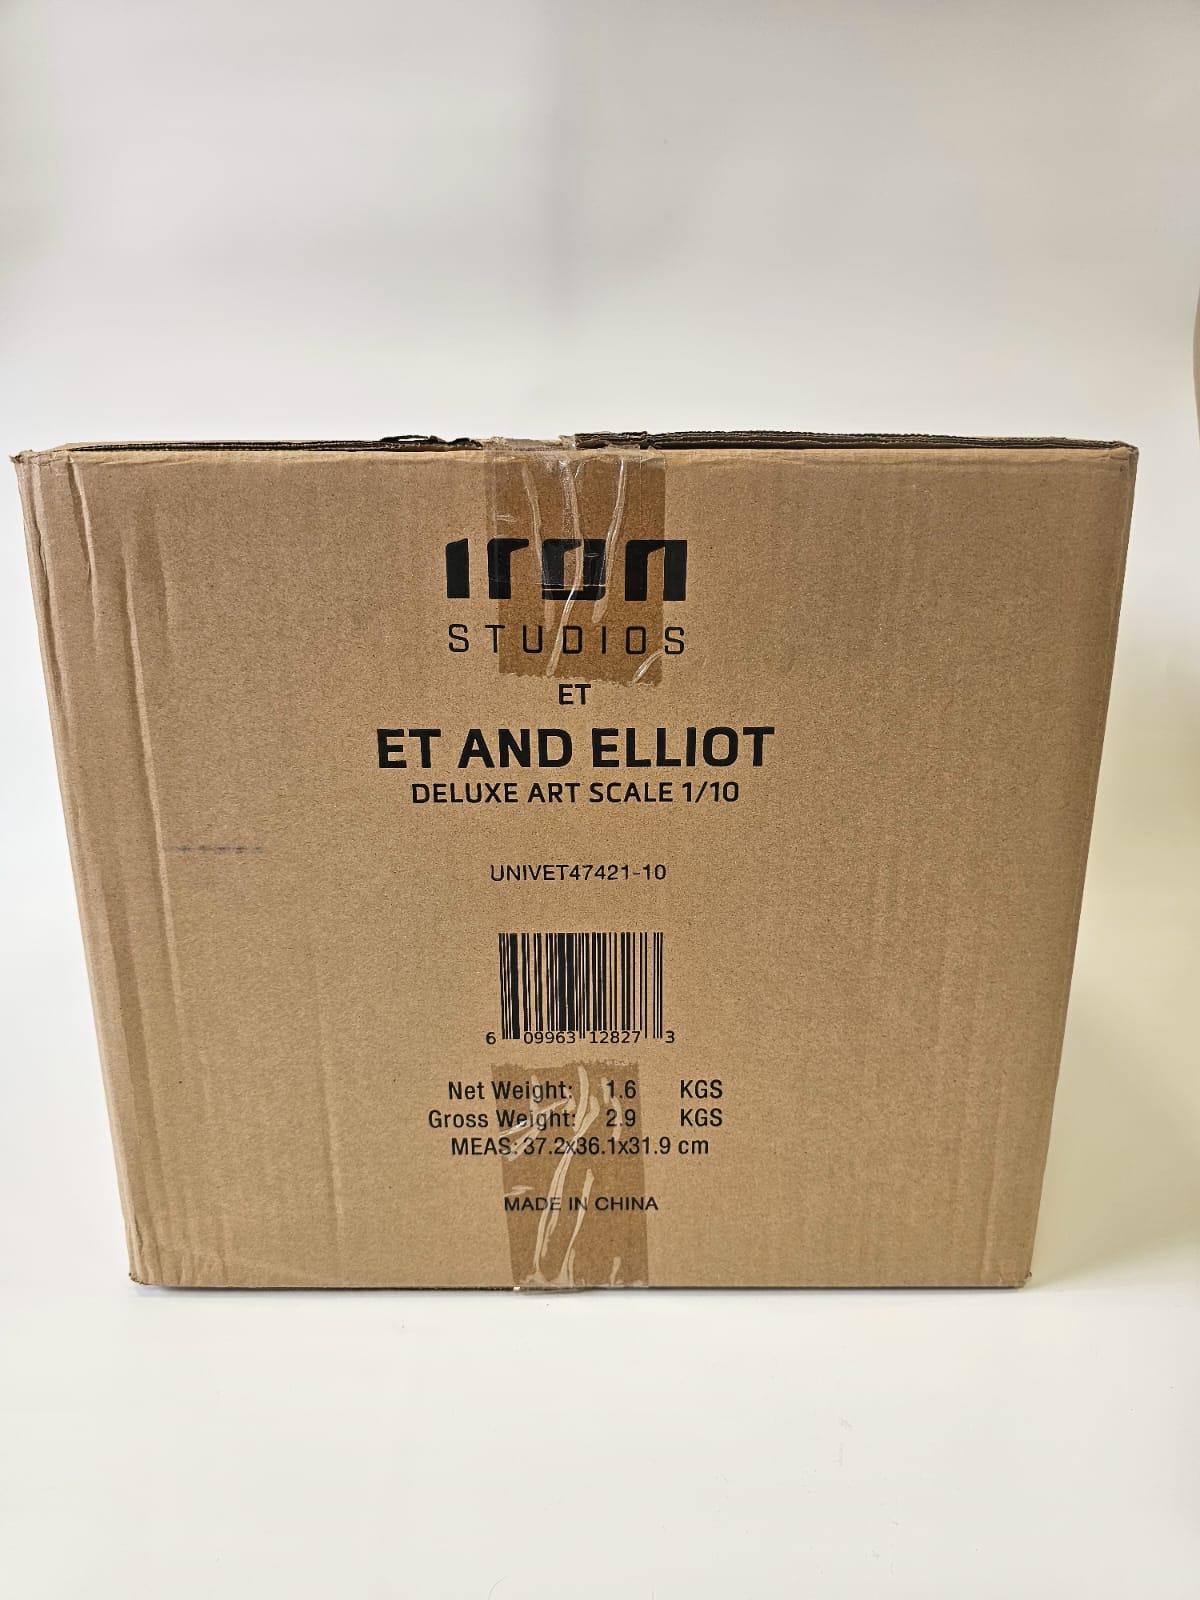 IRON
STUDIOS
ET
ET AND ELLIOT
DELUXE ART SCALE 1/10
UNIVET47421-10
6 09963 12827 3
Net Weight: 1.6 KGS
Gross Weight: 2.9 KGS
MEAS: 37.2x36.1x31.9 cm
MADE IN CHINA